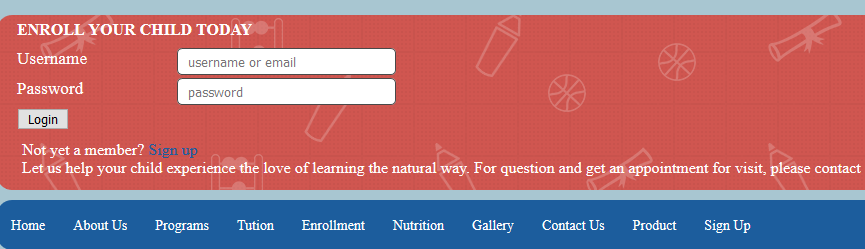 ENROLL YOUR CHILD TODAY
Username username or email
Password password
Login
Not yet a member? Sign up
Let us help your child experience the love of learning the natural way. For question and get an appointment for visit, please contact
Home About Us Programs Tution Enrollment Nutrition Gallery Contact Us Product Sign Up